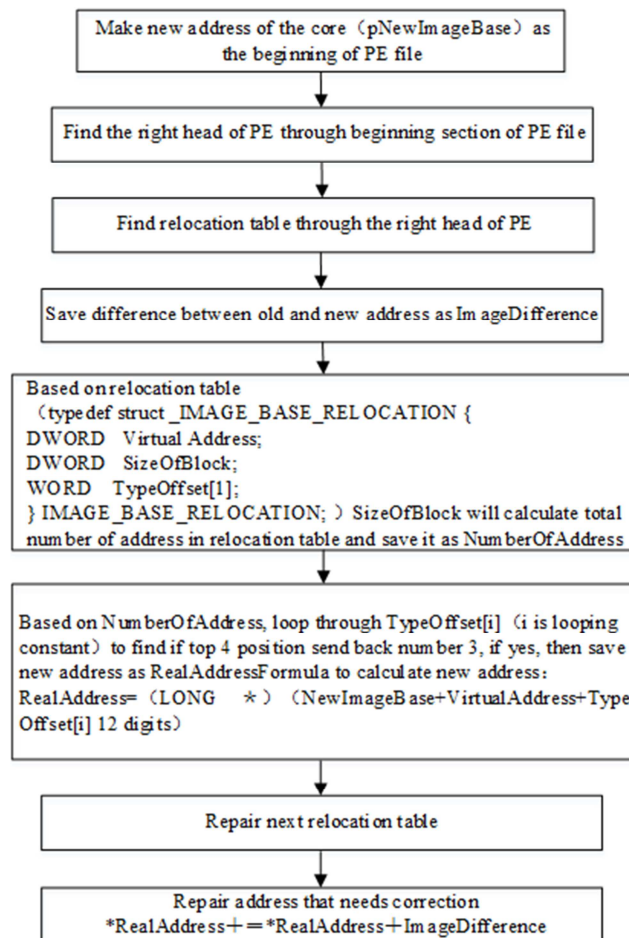 Make new address of the core（pNewImageBase）as
the beginning of PE file
Find the right head of PE through beginning section of PE file
Find relocation table through the right head of PE
Save difference between old and new address as ImageDifference
Based on relocation table
（typedef struct _IMAGE_BASE_RELOCATION {
DWORD Virtual Address;
DWORD SizeOfBlock;
WORD TypeOffset[1];
} IMAGE_BASE_RELOCATION; ）SizeOfBlock will calculate total
number of address in relocation table and save it as NumberOfAddress
Based on NumberOfAddress, loop through TypeOffset[i]（i is looping
constant）to find if top 4 position send back number 3, if yes, then save
new address as RealAddressFormula to calculate new address：
RealAddress=（LONG ＊）（NewImageBase+VirtualAddress+Type
Offset[i] 12 digits）
Repair next relocation table
Repair address that needs correction
*RealAddress＋＝*RealAddress＋ImageDifference